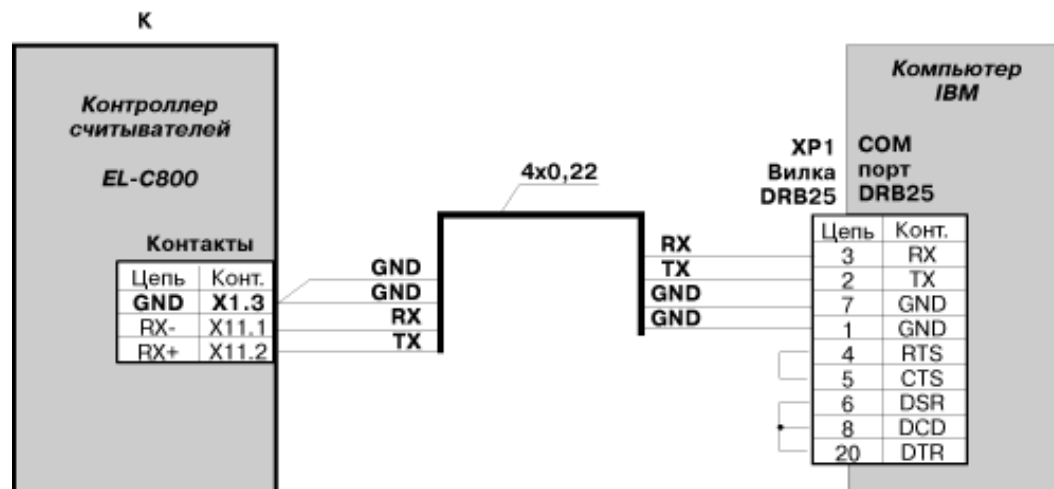 К
Контроллер
считывателей
EL-C800
Контакты
Цепь Конт.
GND X1.3
RX- X11.1
RX+ X11.2
GND
GND
RX
TX
4x0,22
RX
TX
GND
GND
XP1
Вилка
DRB25
Компьютер
IBM
COM
порт
DRB25
Цепь Конт.
3 RX
2 TX
7 GND
1 GND
4 RTS
5 CTS
6 DSR
8 DCD
20 DTR